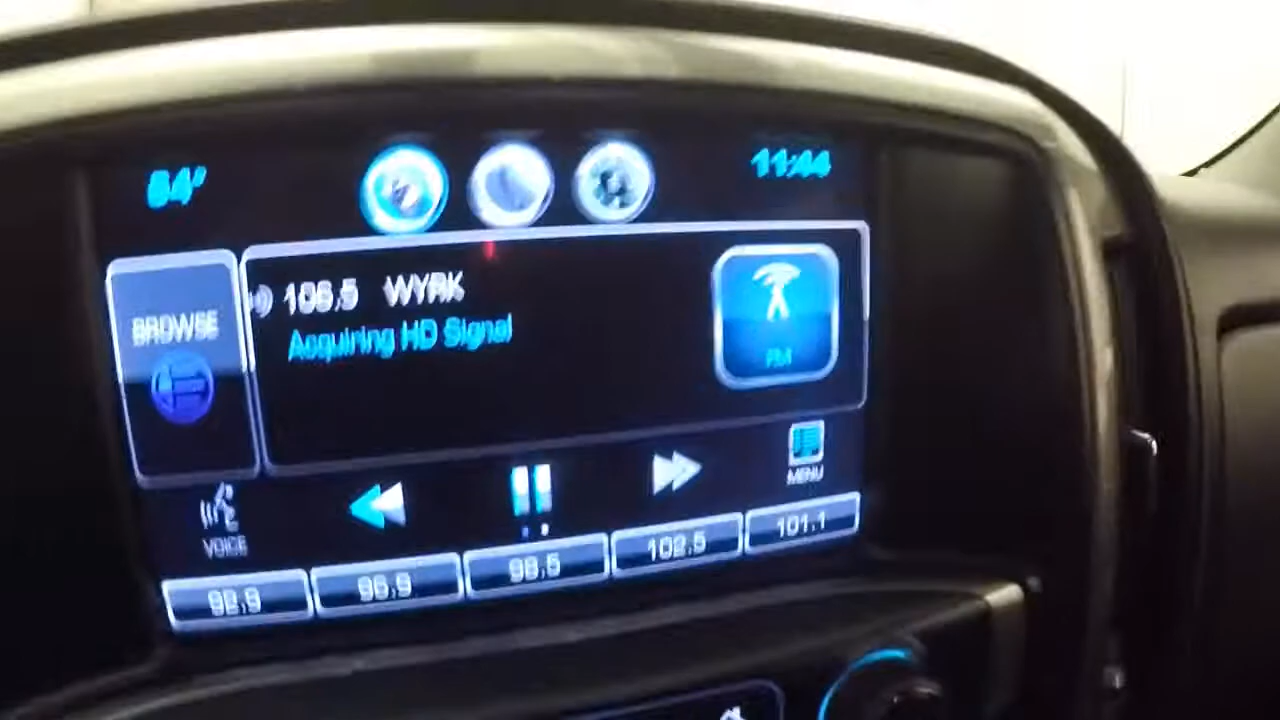 64°
11:44
BROWSE
106.5 WYRK
Acquiring HD Signal
FM
MENU
VOICE
92.9
96.9
98.5
102.5
101.1